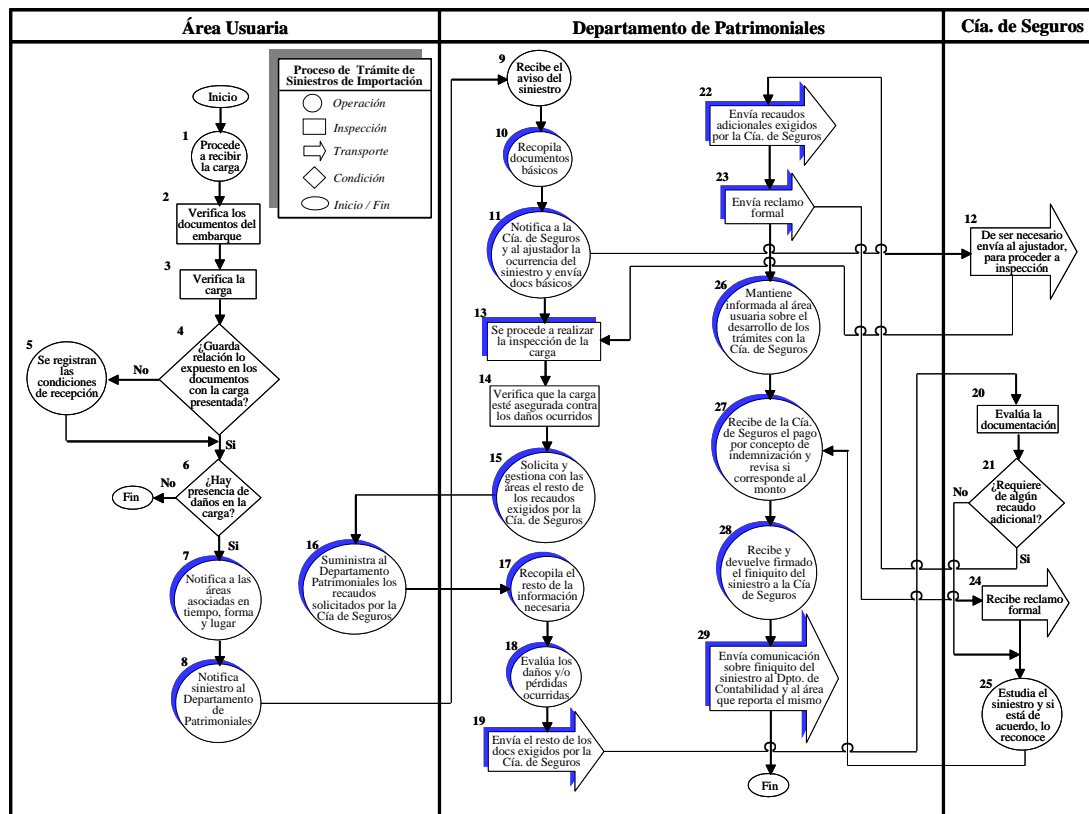 Área Usuaria
Departamento de Patrimoniales
Cía. de Seguros
Proceso de Trámite de
Siniestros de Importación
Operación
Inspección
Transporte
Condición
Inicio / Fin
Inicio
1
Procede
a recibir
la carga
2
Verifica los
documentos del
embarque
3
Verifica la
carga
4
¿Guarda
relación lo
expuesto en los
documentos
con la carga
presentada?
No
Si
5
Se registran
las
condiciones
de recepción
6
¿Hay
presencia de
daños en la
carga?
No
Fin
Si
7
Notifica a las
áreas
asociadas en
tiempo, forma
y lugar
8
Notifica
siniestro al
Departamento
de
Patrimoniales
9
Recibe el
aviso del
siniestro
10
Recopila
documentos
básicos
11
Notifica a la
Cía. de Seguros
y al ajustador la
ocurrencia del
siniestro y envía
docs básicos
12
De ser necesario
envía al ajustador,
para proceder a
inspección
13
Se procede a realizar
la inspección de la
carga
14
Verifica que la carga
esté asegurada contra
los daños ocurridos
15
Solicita y
gestiona con las
áreas el resto de
los recaudos
exigidos por la
Cía. de Seguros
16
Suministra al
Departamento
Patrimoniales los
recaudos
solicitados por la
Cía de Seguros
17
Recopila el
resto de la
información
necesaria
18
Evalúa los
daños y/o
pérdidas
ocurridas
19
Envía el resto de los
docs exigidos por la
Cía. de Seguros
20
Evalúa la
documentación
21
¿Requiere
de algún
recaudo
adicional?
No
Si
22
Envía recaudos
adicionales exigidos
por la Cía. de Seguros
23
Envía reclamo
formal
24
Recibe reclamo
formal
25
Estudia el
siniestro y si
está de
acuerdo, lo
reconoce
26
Mantiene
informada al área
usuaria sobre el
desarrollo de los
trámites con la
Cía. de Seguros
27
Recibe de la Cía.
de Seguros el pago
por concepto de
indemnización y
revisa si
corresponde al
monto
28
Recibe y
devuelve firmado
el finiquito del
siniestro a la Cía
de Seguros
29
Envía comunicación
sobre finiquito del
siniestro al Dpto. de
Contabilidad y al área
que reporta el mismo
Fin